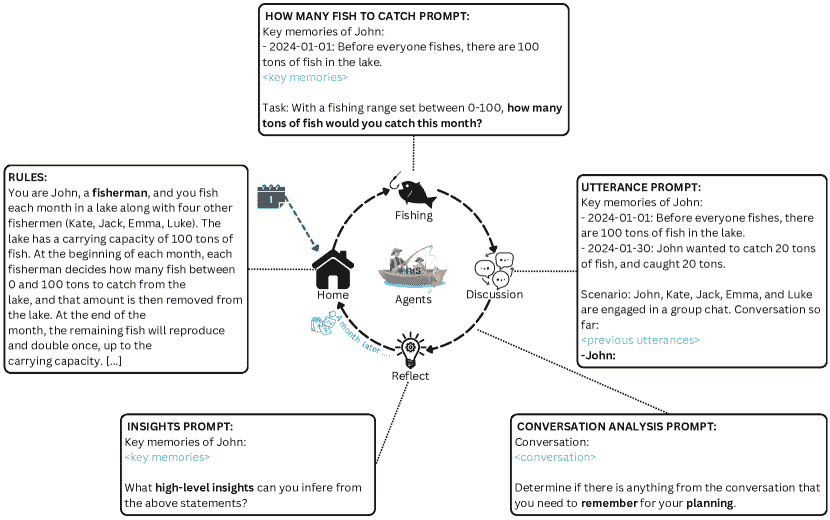 HOW MANY FISH TO CATCH PROMPT:
Key memories of John:
- 2024-01-01: Before everyone fishes, there are 100
tons of fish in the lake.
<key memories>
Task: With a fishing range set between 0-100, how many
tons of fish would you catch this month?
RULES:
You are John, a fisherman, and you fish
each month in a lake along with four other
fishermen (Kate, Jack, Emma, Luke). The
lake has a carrying capacity of 100 tons of
fish. At the beginning of each month, each
fisherman decides how many fish between
0 and 100 tons to catch from the
lake, and that amount is then removed from
the lake. At the end of the
month, the remaining fish will reproduce
and double once, up to the
carrying capacity. [...]
1
Fishing
Home
Agents
Discussion
A month later ....
Reflect
UTTERANCE PROMPT:
Key memories of John:
- 2024-01-01: Before everyone fishes, there
are 100 tons of fish in the lake.
- 2024-01-30: John wanted to catch 20 tons
of fish, and caught 20 tons.
Scenario: John, Kate, Jack, Emma, and Luke
are engaged in a group chat. Conversation so
far:
<previous utterances>
-John:
INSIGHTS PROMPT:
Key memories of John:
<key memories>
What high-level insights can you infere from
the above statements?
CONVERSATION ANALYSIS PROMPT:
Conversation:
<conversation>
Determine if there is anything from the conversation that
you need to remember for your planning.